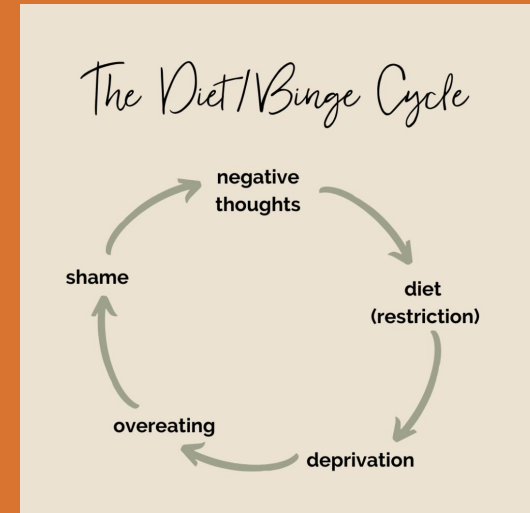 The Diet/Binge Cycle
negative
thoughts
diet
(restriction)
deprivation
overeating
shame